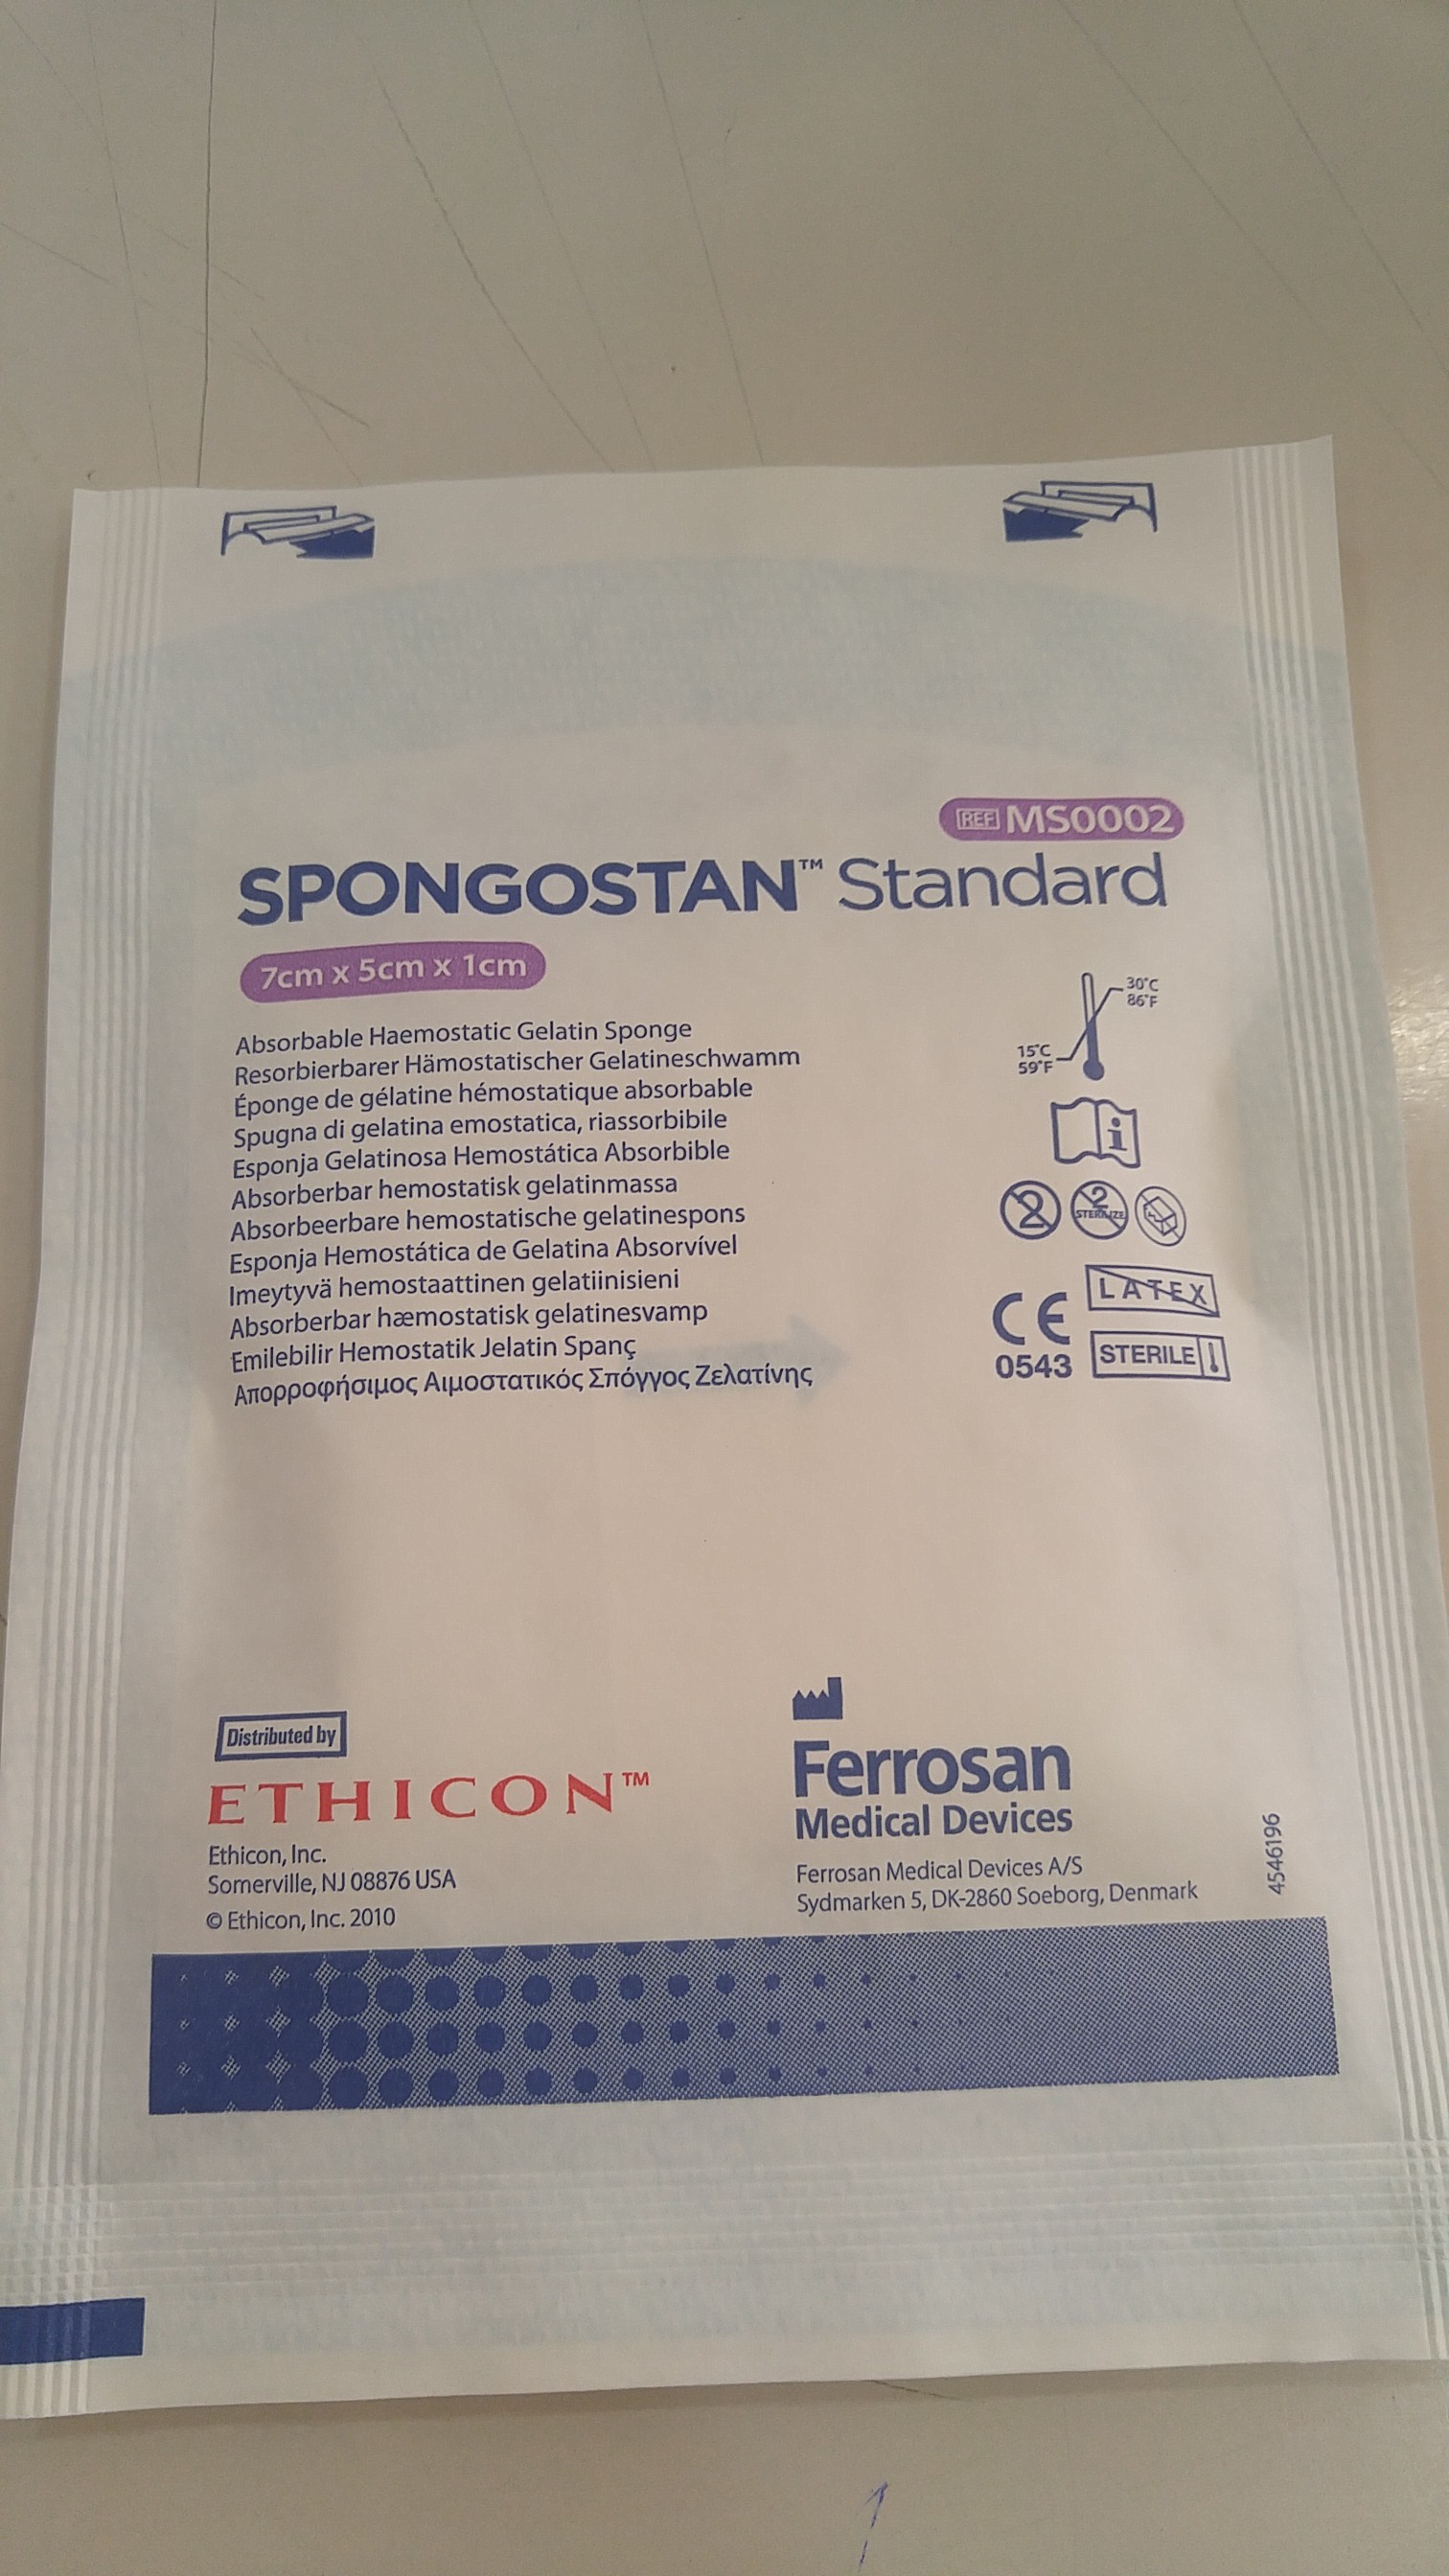 REF MS0002
SPONGOSTAN™ Standard
7cm x 5cm x 1cm
30°C
86°F
15°C
59°F
Absorbable Haemostatic Gelatin Sponge
Resorbierbarer Hämostatischer Gelatineschwamm
Éponge de gélatine hémostatique absorbable
Spugna di gelatina emostatica, riassorbibile
Esponja Gelatinosa Hemostática Absorbible
Absorberbar hemostatisk gelatinmassa
Absorbeerbare hemostatische gelatinespons
Esponja Hemostática de Gelatina Absorvível
Imeytyvä hemostaattinen gelatiinisieni
Absorberbar hæmostatisk gelatinesvamp
Emilebilir Hemostatik Jelatin Spanç
Απορροφήσιμος Αιμοστατικός Σπόγγος Ζελατίνης
i
2
2
STERILIZE
LATEX
CE
0543
STERILE
Distributed by
ETHICON™
Ethicon, Inc.
Somerville, NJ 08876 USA
© Ethicon, Inc. 2010
Ferrosan
Medical Devices
Ferrosan Medical Devices A/S
Sydmarken 5, DK-2860 Soeborg, Denmark
4546196